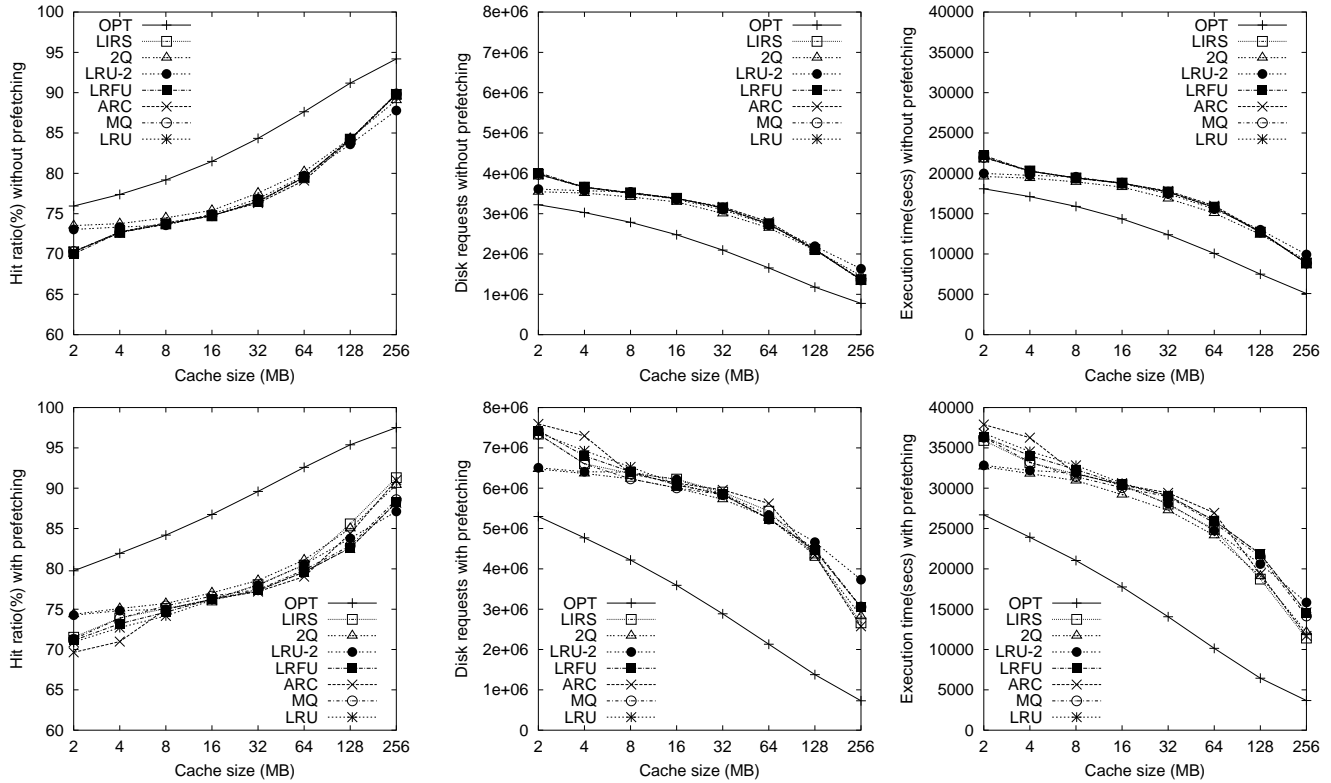 Hit ratio(%) without prefetching
100
95
90
85
80
75
70
65
60
OPT
LIRS
2Q
LRU-2
LRFU
ARC
MQ
LRU
2 4 8 16 32 64 128 256
Cache size (MB)
Disk requests without prefetching
8e+06
7e+06
6e+06
5e+06
4e+06
3e+06
2e+06
1e+06
0
OPT
LIRS
2Q
LRU-2
LRFU
ARC
MQ
LRU
2 4 8 16 32 64 128 256
Cache size (MB)
Execution time(secs) without prefetching
40000
35000
30000
25000
20000
15000
10000
5000
0
OPT
LIRS
2Q
LRU-2
LRFU
ARC
MQ
LRU
2 4 8 16 32 64 128 256
Cache size (MB)
Hit ratio(%) with prefetching
100
95
90
85
80
75
70
65
60
OPT
LIRS
2Q
LRU-2
LRFU
ARC
MQ
LRU
2 4 8 16 32 64 128 256
Cache size (MB)
Disk requests with prefetching
8e+06
7e+06
6e+06
5e+06
4e+06
3e+06
2e+06
1e+06
0
OPT
LIRS
2Q
LRU-2
LRFU
ARC
MQ
LRU
2 4 8 16 32 64 128 256
Cache size (MB)
Execution time(secs) with prefetching
40000
35000
30000
25000
20000
15000
10000
5000
0
OPT
LIRS
2Q
LRU-2
LRFU
ARC
MQ
LRU
2 4 8 16 32 64 128 256
Cache size (MB)